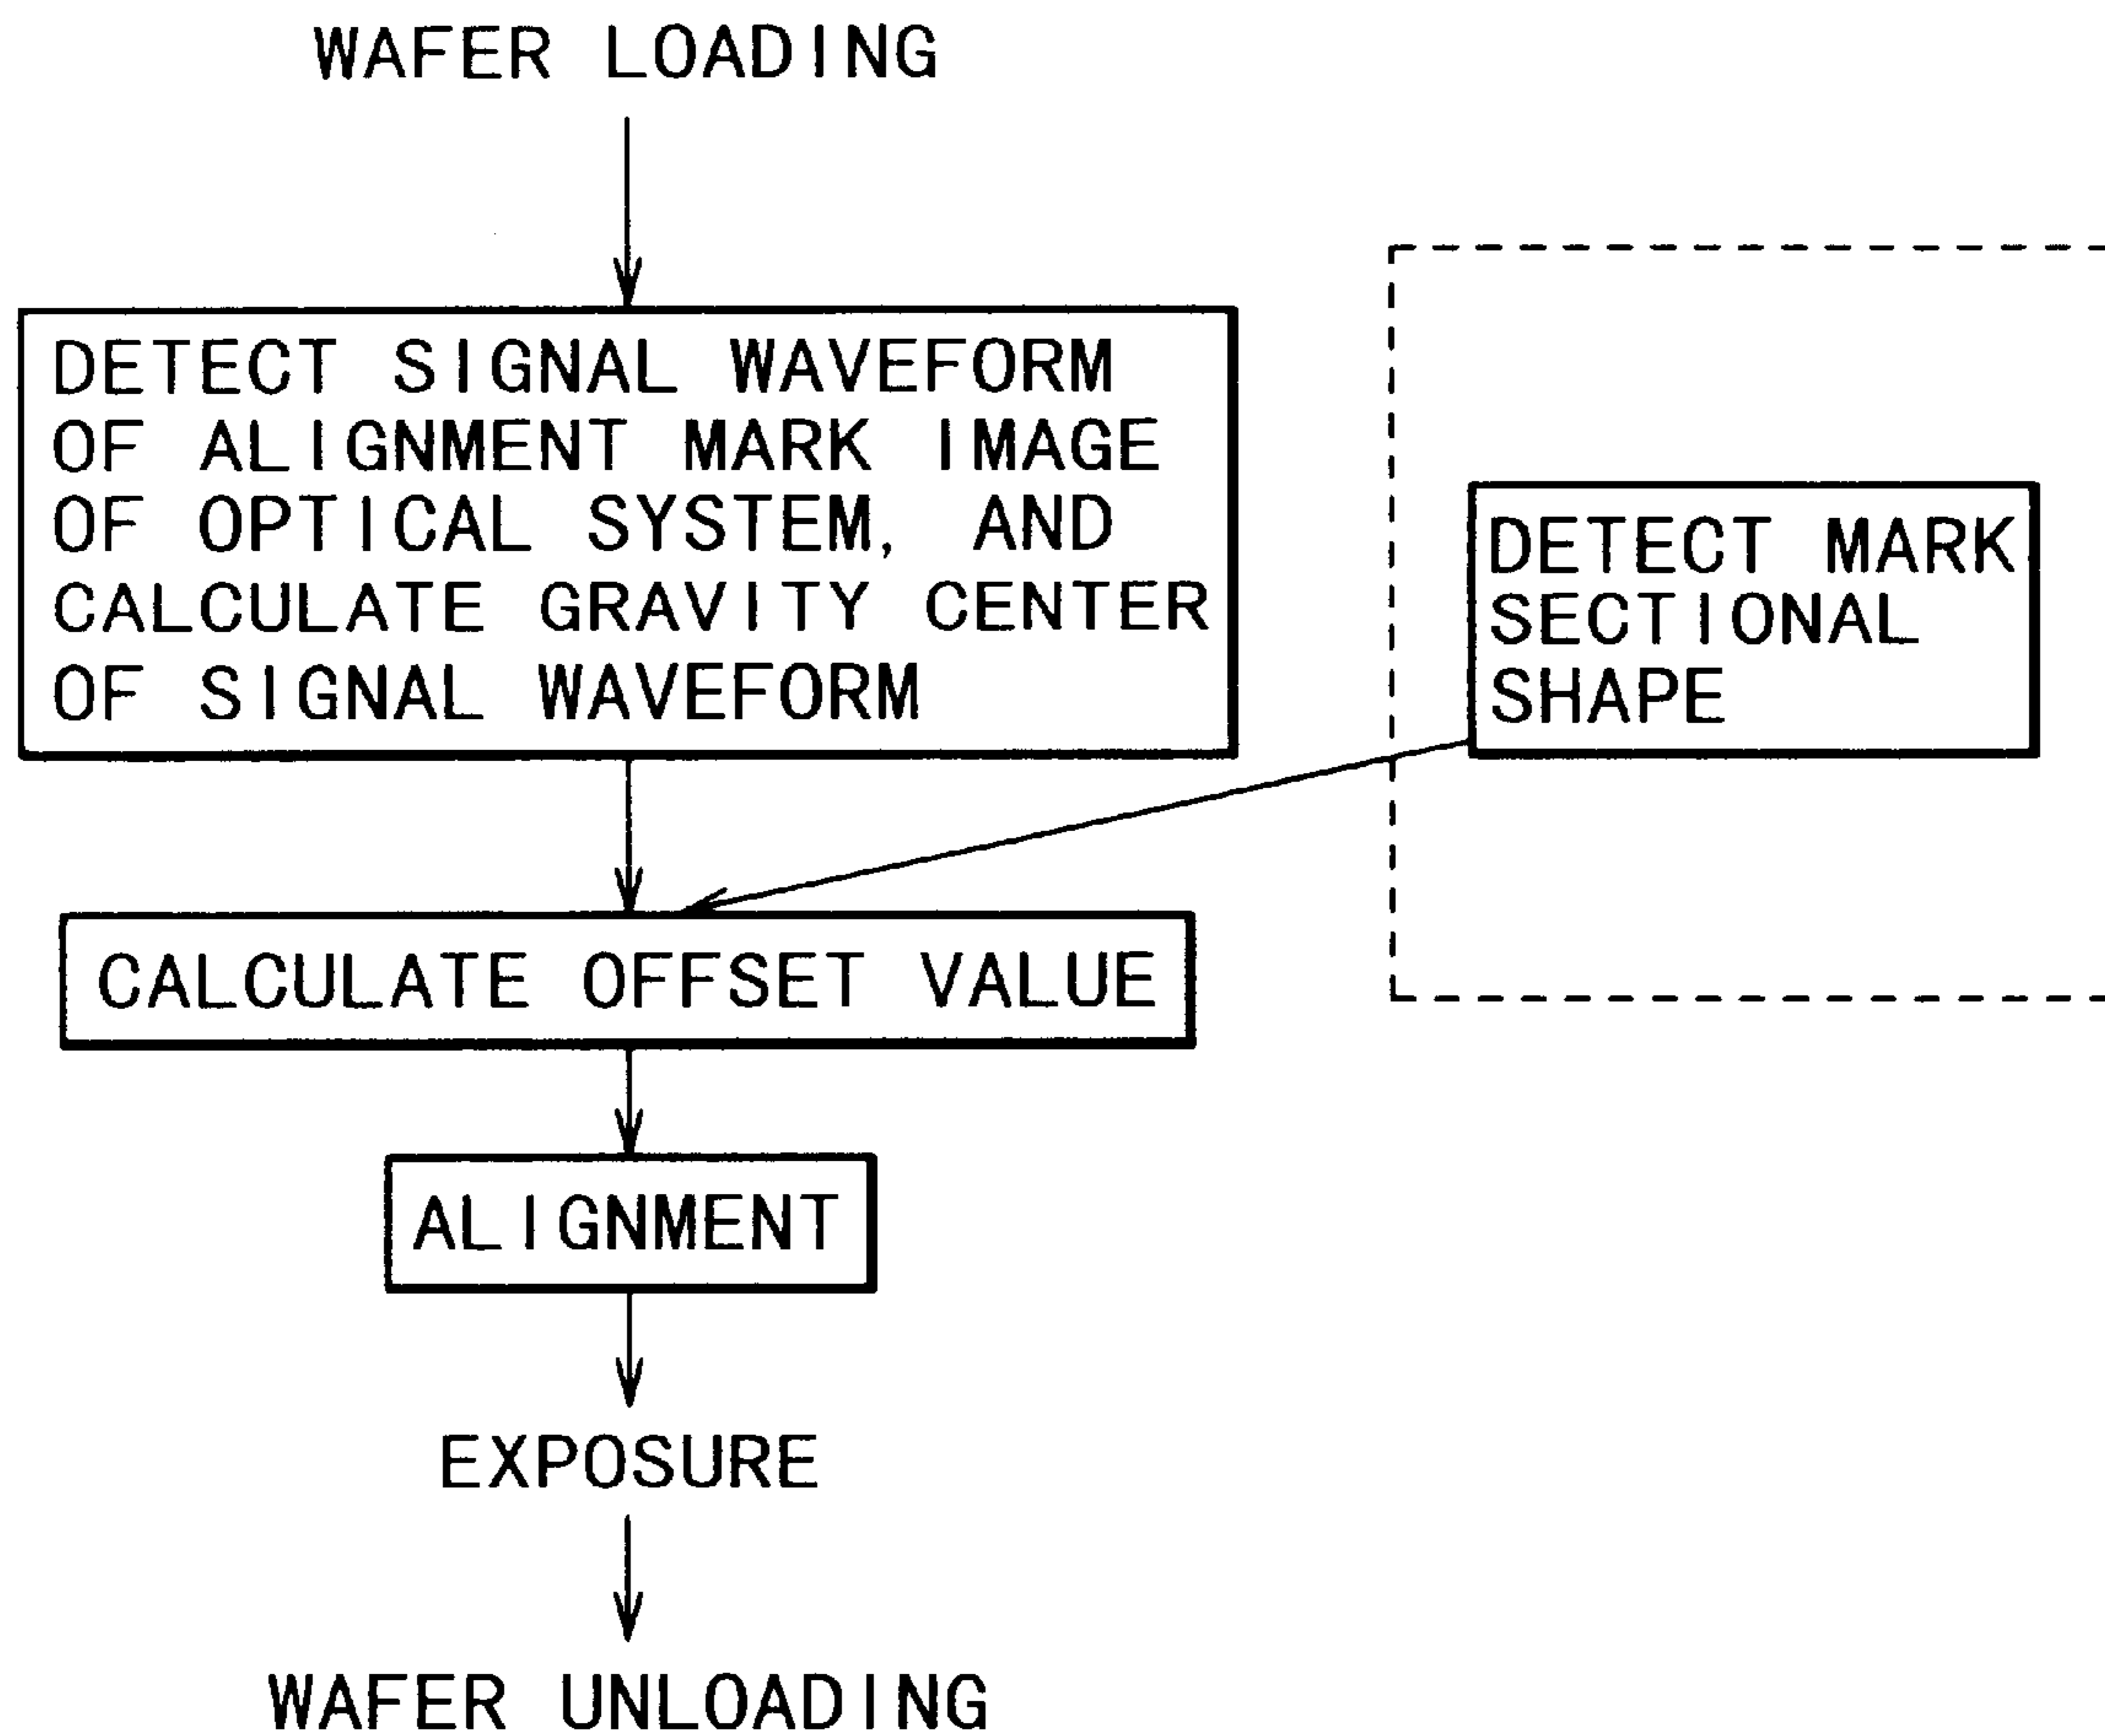 WAFER LOADING
DETECT SIGNAL WAVEFORM
OF ALIGNMENT MARK IMAGE
OF OPTICAL SYSTEM, AND
CALCULATE GRAVITY CENTER
OF SIGNAL WAVEFORM
DETECT MARK
SECTIONAL
SHAPE
CALCULATE OFFSET VALUE
ALIGNMENT
EXPOSURE
WAFER UNLOADING